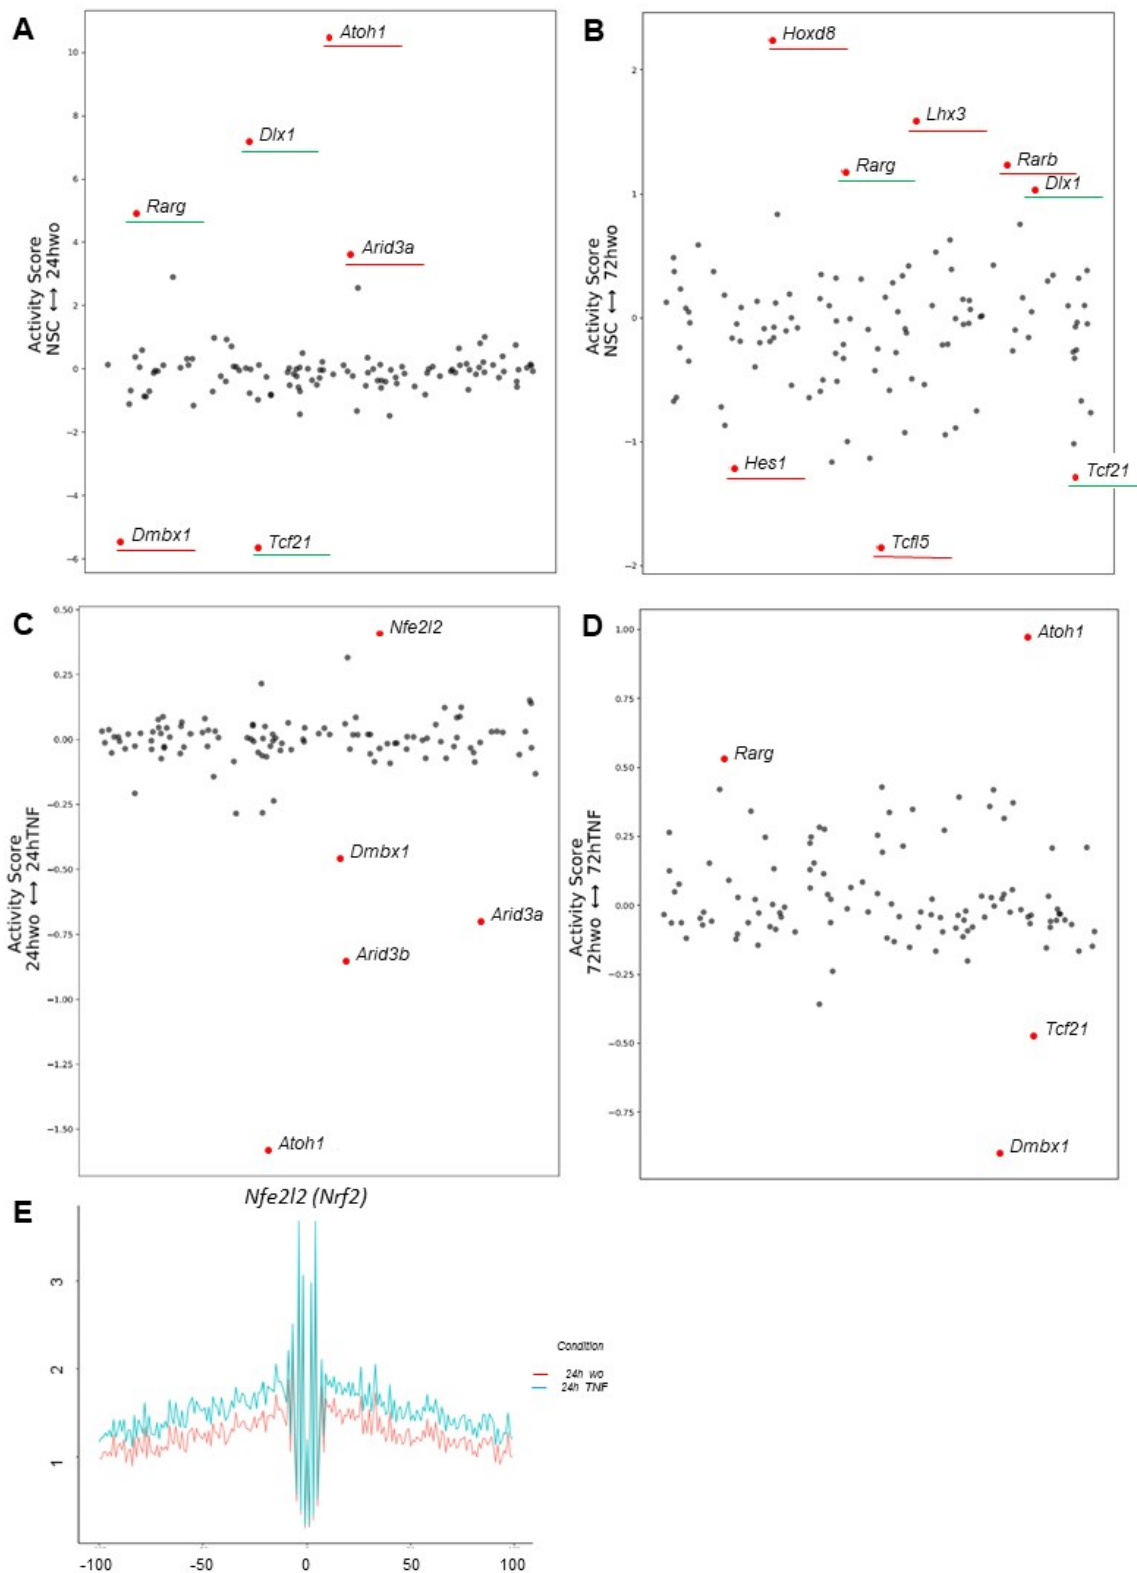 A
Activity Score
NSC ⟷ 24hwo
10
8
6
4
2
0
−2
−4
−6
Atoh1
Dlx1
Rarg
Arid3a
Dmbx1
Tcf21
B
Activity Score
NSC ⟷ 72hwo
2
1
0
−1
−2
Hoxd8
Lhx3
Rarb
Rarg
Dlx1
Hes1
Tcf21
Tcfl5
C
Activity Score
24hwo ⟷ 24hTNF
0.50
0.25
0.00
−0.25
−0.50
−0.75
−1.00
−1.25
−1.50
Nfe2l2
Dmbx1
Arid3a
Arid3b
Atoh1
D
Activity Score
72hwo ⟷ 72hTNF
1.00
0.75
0.50
0.25
0.00
−0.25
−0.50
−0.75
Atoh1
Rarg
Tcf21
Dmbx1
E
Nfe2l2 (Nrf2)
3
2
1
-100 -50 0 50 100
Condition
24h wo
24h TNF